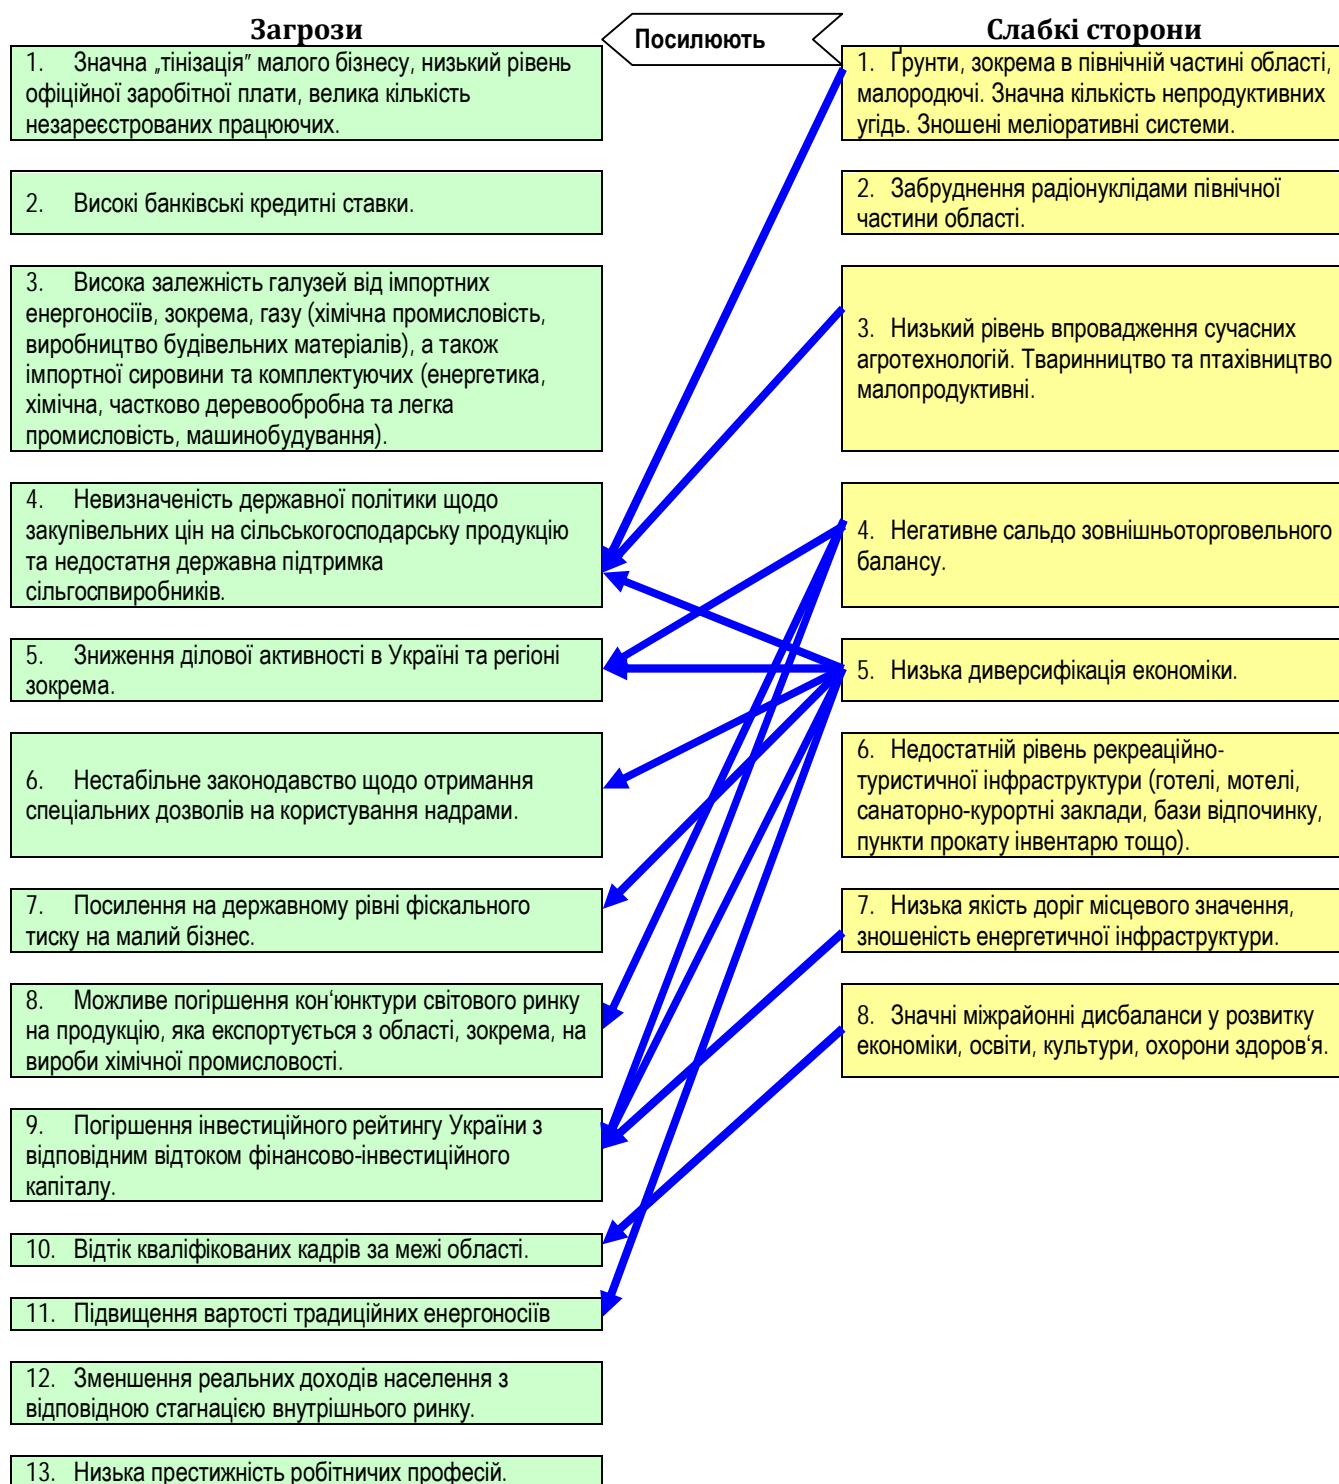 Загрози
Посилюють
Слабкі сторони
1. Значна „тінізація” малого бізнесу, низький рівень
офіційної заробітної плати, велика кількість
незареєстрованих працюючих.
2. Високі банківські кредитні ставки.
3. Висока залежність галузей від імпортних
енергоносіїв, зокрема, газу (хімічна промисловість,
виробництво будівельних матеріалів), а також
імпортної сировини та комплектуючих (енергетика,
хімічна, частково деревообробна та легка
промисловість, машинобудування).
4. Невизначеність державної політики щодо
закупівельних цін на сільськогосподарську продукцію
та недостатня державна підтримка
сільгоспвиробників.
5. Зниження ділової активності в Україні та регіоні
зокрема.
6. Нестабільне законодавство щодо отримання
спеціальних дозволів на користування надрами.
7. Посилення на державному рівні фіскального
тиску на малий бізнес.
8. Можливе погіршення кон‘юнктури світового ринку
на продукцію, яка експортується з області, зокрема, на
вироби хімічної промисловості.
9. Погіршення інвестиційного рейтингу України з
відповідним відтоком фінансово-інвестиційного
капіталу.
10. Відтік кваліфікованих кадрів за межі області.
11. Підвищення вартості традиційних енергоносіїв
12. Зменшення реальних доходів населення з
відповідною стагнацією внутрішнього ринку.
13. Низька престижність робітничих професій.
1. Ґрунти, зокрема в північній частині області,
малородючі. Значна кількість непродуктивних
угідь. Зношені меліоративні системи.
2. Забруднення радіонуклідами північної
частини області.
3. Низький рівень впровадження сучасних
агротехнологій. Тваринництво та птахівництво
малопродуктивні.
4. Негативне сальдо зовнішньоторговельного
балансу.
5. Низька диверсифікація економіки.
6. Недостатній рівень рекреаційно-
туристичної інфраструктури (готелі, мотелі,
санаторно-курортні заклади, бази відпочинку,
пункти прокату інвентарю тощо).
7. Низька якість доріг місцевого значення,
зношеність енергетичної інфраструктури.
8. Значні міжрайонні дисбаланси у розвитку
економіки, освіти, культури, охорони здоров‘я.